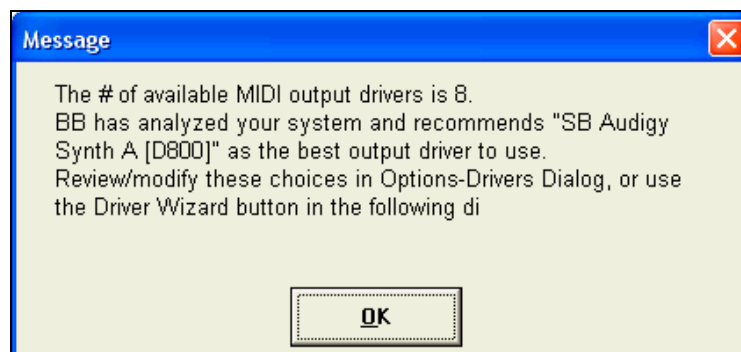 Message
The # of available MIDI output drivers is 8.
BB has analyzed your system and recommends "SB Audigy
Synth A [D800]" as the best output driver to use.
Review/modify these choices in Options-Drivers Dialog, or use
the Driver Wizard button in the following di
OK